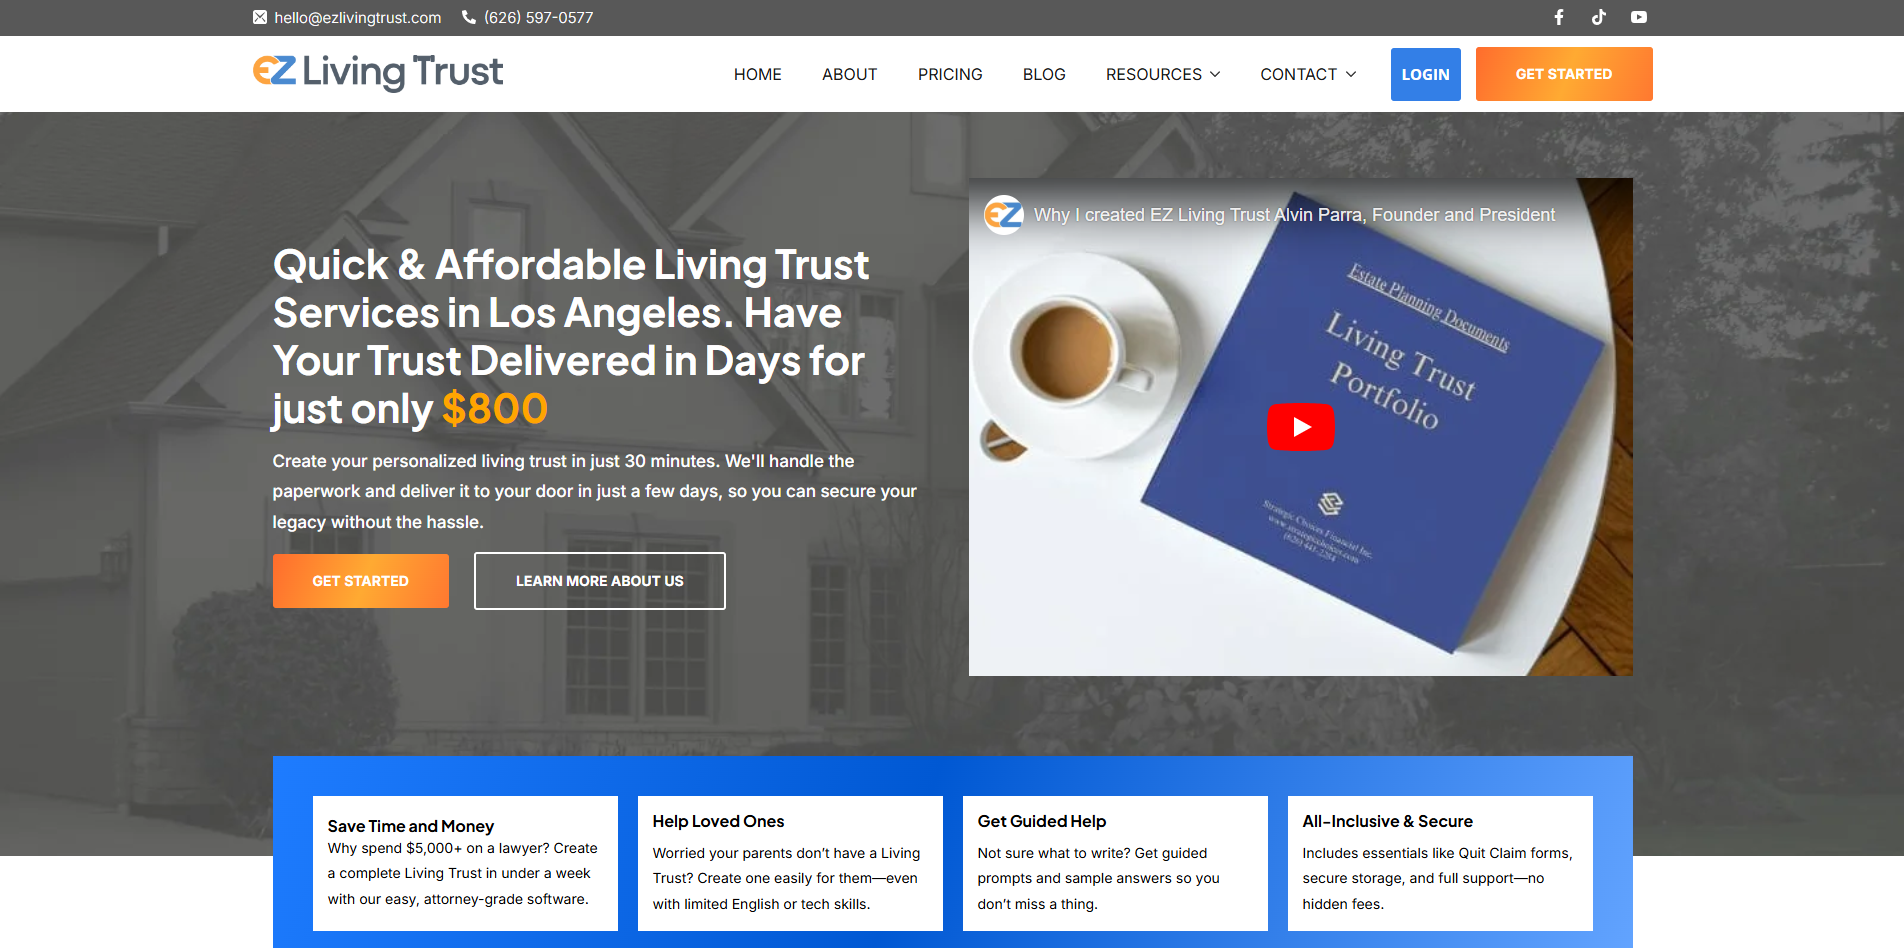 hello@ezlivingtrust.com (626) 597-0577
EZ Living Trust
HOME ABOUT PRICING BLOG RESOURCES CONTACT LOGIN GET STARTED
Quick & Affordable Living Trust
Services in Los Angeles. Have
Your Trust Delivered in Days for
just only $800
Create your personalized living trust in just 30 minutes. We'll handle the
paperwork and deliver it to your door in just a few days, so you can secure your
legacy without the hassle.
GET STARTED LEARN MORE ABOUT US
EZ Why I created EZ Living Trust Alvin Parra, Founder and President
Estate Planning Documents
Living Trust
Portfolio
Strategic Choices Financial Inc.
Save Time and Money
Why spend $5,000+ on a lawyer? Create
a complete Living Trust in under a week
with our easy, attorney-grade software.
Help Loved Ones
Worried your parents don’t have a Living
Trust? Create one easily for them—even
with limited English or tech skills.
Get Guided Help
Not sure what to write? Get guided
prompts and sample answers so you
don’t miss a thing.
All-Inclusive & Secure
Includes essentials like Quit Claim forms,
secure storage, and full support—no
hidden fees.